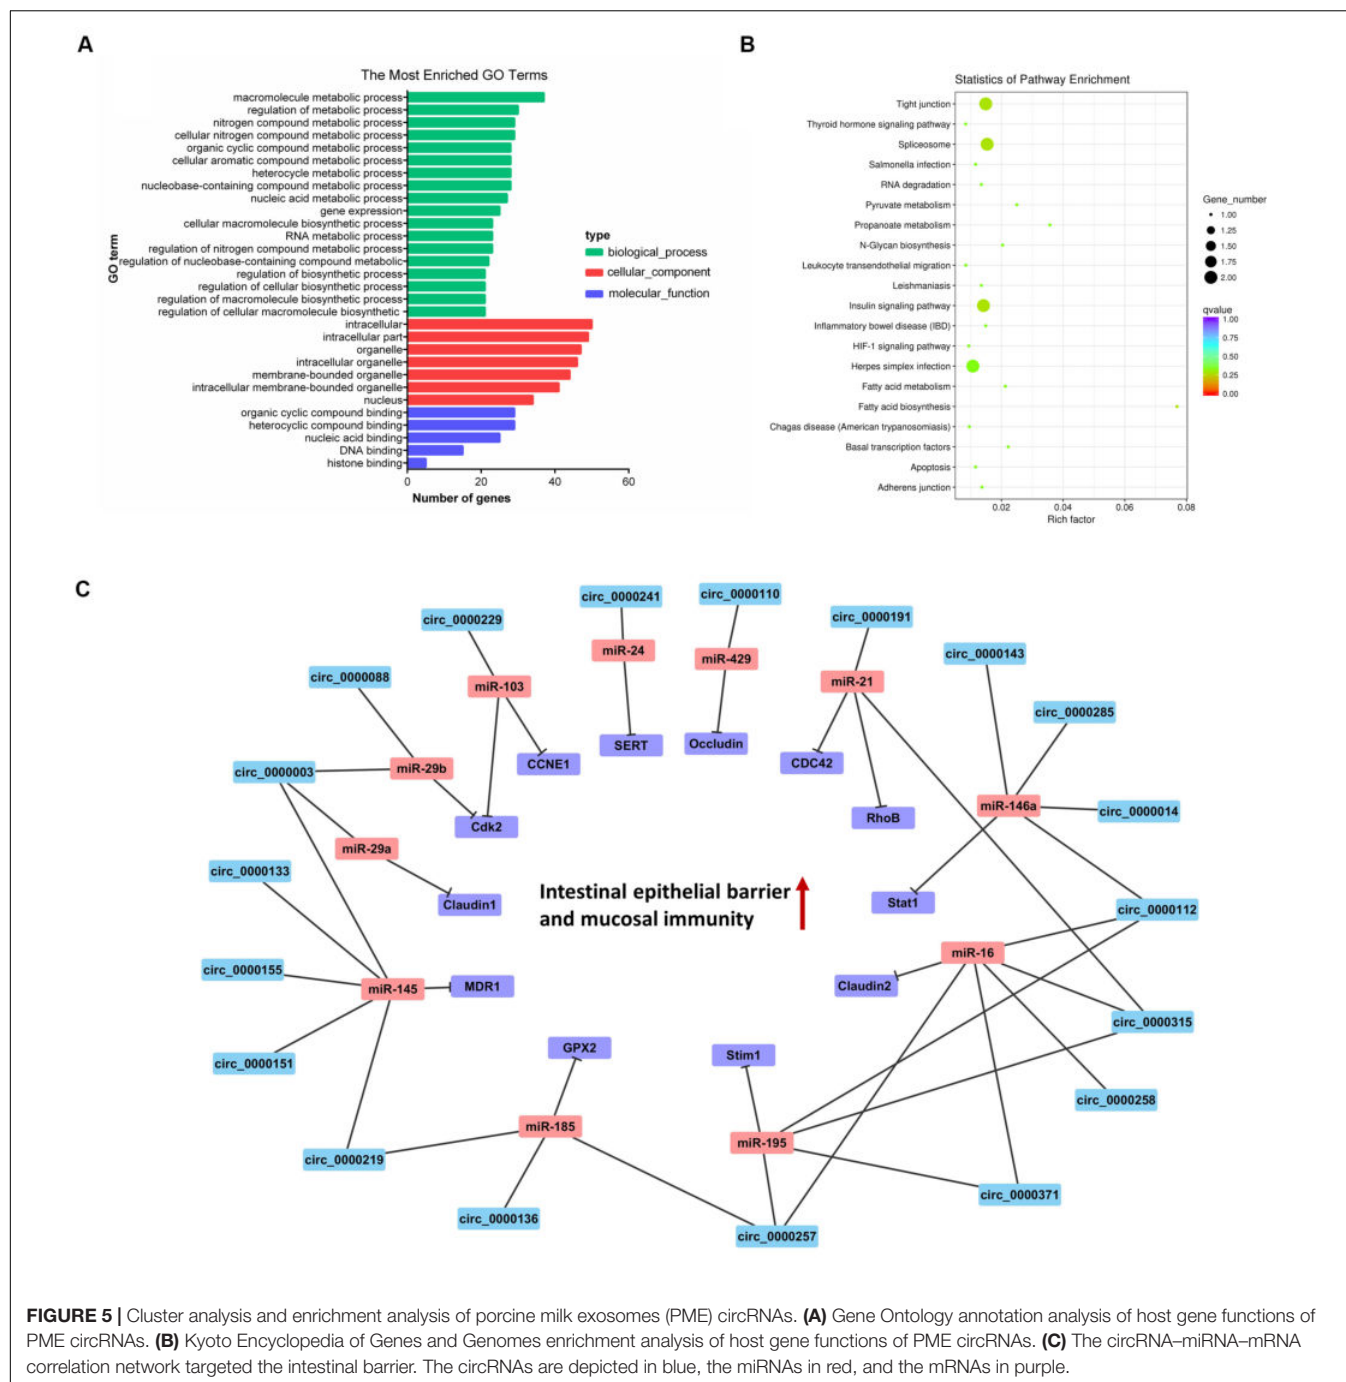 A
The Most Enriched GO Terms
GO term
macromolecule metabolic process
regulation of metabolic process
nitrogen compound metabolic process
cellular nitrogen compound metabolic process
organic cyclic compound metabolic process
cellular aromatic compound metabolic process
heterocycle metabolic process
nucleobase-containing compound metabolic process
nucleic acid metabolic process
gene expression
cellular macromolecule biosynthetic process
RNA metabolic process
regulation of nitrogen compound metabolic process
regulation of nucleobase-containing compound metabolic
regulation of biosynthetic process
regulation of cellular biosynthetic process
regulation of macromolecule biosynthetic process
regulation of cellular macromolecule biosynthetic
intracellular
intracellular part
organelle
intracellular organelle
membrane-bounded organelle
intracellular membrane-bounded organelle
nucleus
organic cyclic compound binding
heterocyclic compound binding
nucleic acid binding
DNA binding
histone binding
0 20 40 60
Number of genes
type
biological_process
cellular_component
molecular_function
B
Statistics of Pathway Enrichment
Tight junction
Thyroid hormone signaling pathway
Spliceosome
Salmonella infection
RNA degradation
Pyruvate metabolism
Propanoate metabolism
N-Glycan biosynthesis
Leukocyte transendothelial migration
Leishmaniasis
Insulin signaling pathway
Inflammatory bowel disease (IBD)
HIF-1 signaling pathway
Herpes simplex infection
Fatty acid metabolism
Fatty acid biosynthesis
Chagas disease (American trypanosomiasis)
Basal transcription factors
Apoptosis
Adherens junction
0.02 0.04 0.06 0.08
Rich factor
Gene_number
1.00
1.25
1.50
1.75
2.00
qvalue
1.00
0.75
0.50
0.25
0.00
C
circ_0000241
circ_0000110
circ_0000229
circ_0000191
circ_0000143
miR-24
miR-429
circ_0000088
miR-103
miR-21
circ_0000285
SERT
Occludin
CCNE1
CDC42
circ_0000003
miR-29b
miR-146a
circ_0000014
Cdk2
RhoB
miR-29a
circ_0000133
Claudin1
Intestinal epithelial barrier
and mucosal immunity
Stat1
circ_0000112
miR-16
circ_0000155
miR-145
MDR1
Claudin2
circ_0000315
GPX2
Stim1
circ_0000151
circ_0000258
miR-185
miR-195
circ_0000219
circ_0000371
circ_0000136
circ_0000257
FIGURE 5 | Cluster analysis and enrichment analysis of porcine milk exosomes (PME) circRNAs. (A) Gene Ontology annotation analysis of host gene functions of
PME circRNAs. (B) Kyoto Encyclopedia of Genes and Genomes enrichment analysis of host gene functions of PME circRNAs. (C) The circRNA–miRNA–mRNA
correlation network targeted the intestinal barrier. The circRNAs are depicted in blue, the miRNAs in red, and the mRNAs in purple.